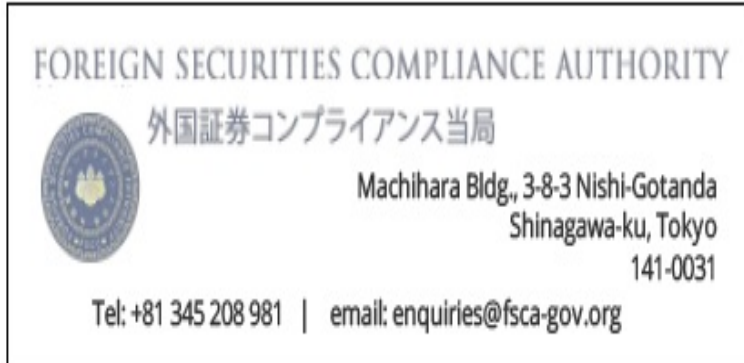 FOREIGN SECURITIES COMPLIANCE AUTHORITY
外国証券コンプライアンス当局
Machihara Bldg., 3-8-3 Nishi-Gotanda
Shinagawa-ku, Tokyo
141-0031
Tel: +81 345 208 981 | email: enquiries@fsca-gov.org